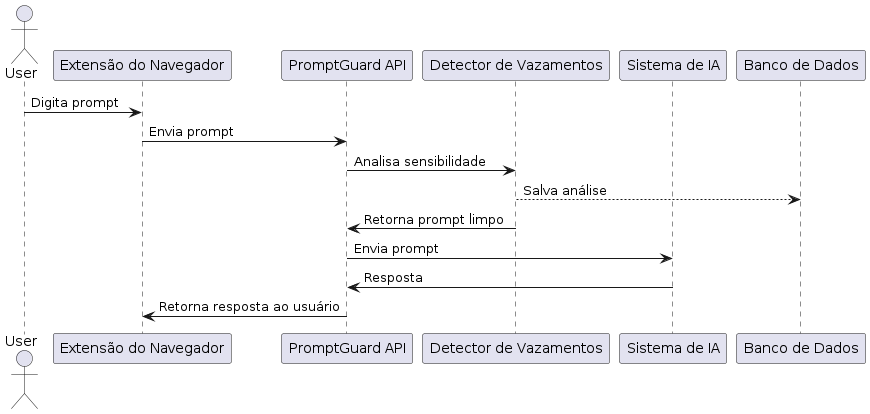 User
Extensão do Navegador
PromptGuard API
Detector de Vazamentos
Sistema de IA
Banco de Dados
Digita prompt
Envia prompt
Analisa sensibilidade
Salva análise
Retorna prompt limpo
Envia prompt
Resposta
Retorna resposta ao usuário
User
Extensão do Navegador
PromptGuard API
Detector de Vazamentos
Sistema de IA
Banco de Dados